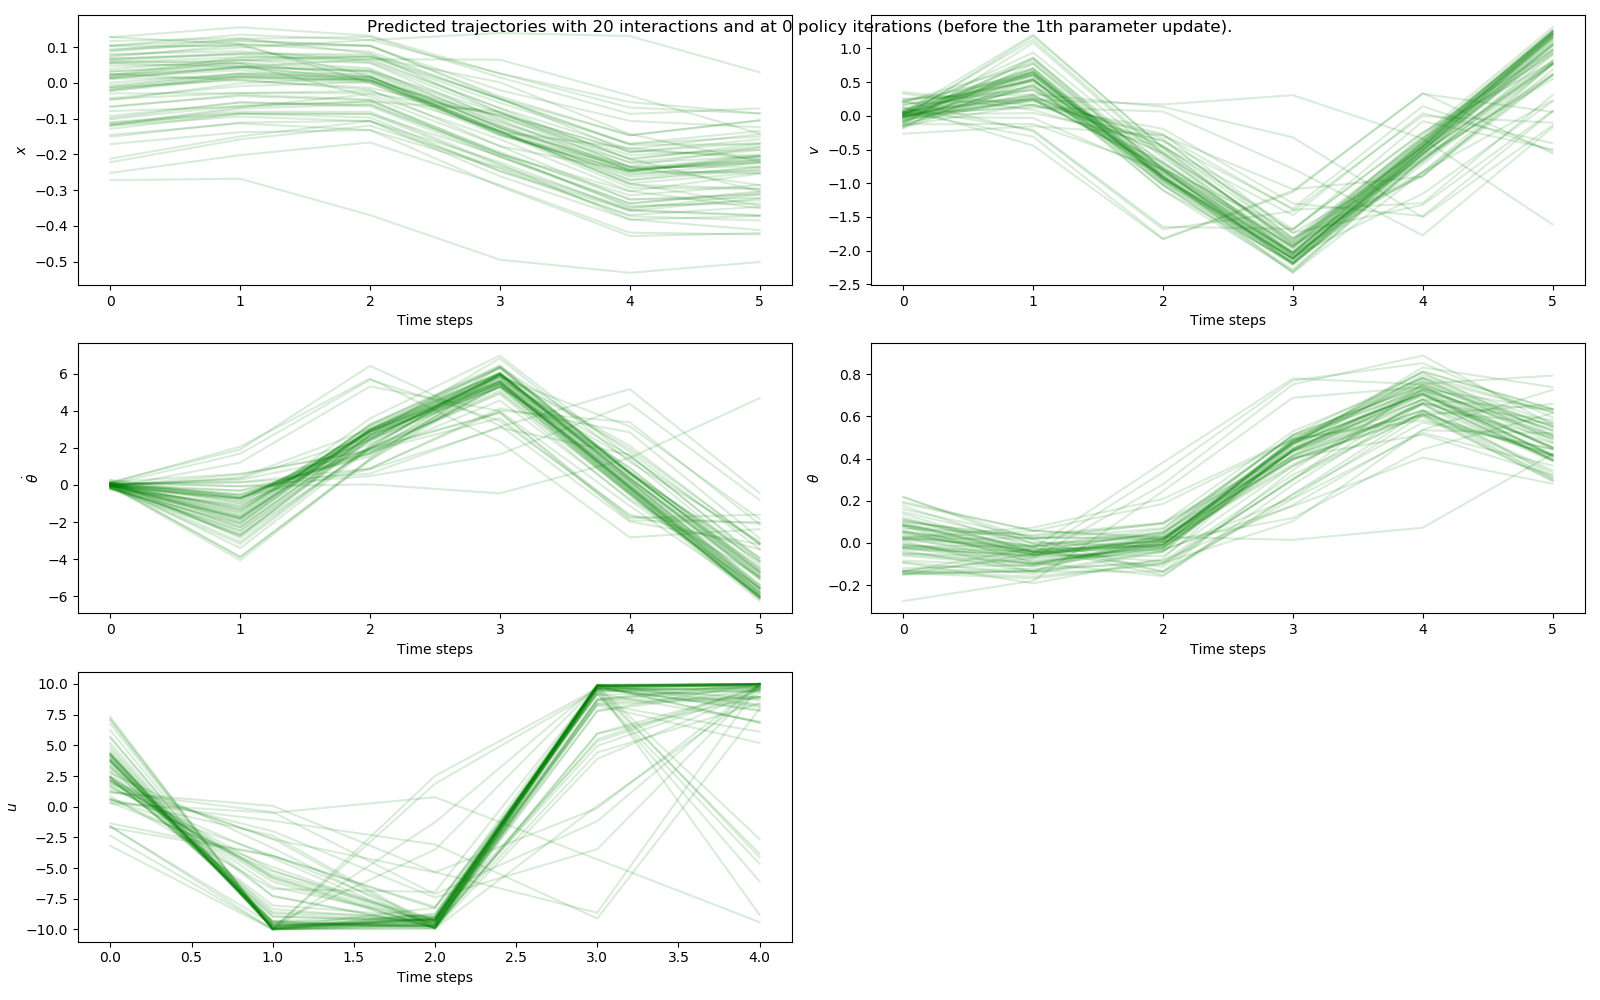 Predicted trajectories with 20 interactions and at 0 policy iterations (before the 1th parameter update).
0.1
0.0
−0.1
−0.2
−0.3
−0.4
−0.5
x
0 1 2 3 4 5
Time steps
1.0
0.5
0.0
−0.5
−1.0
−1.5
−2.0
−2.5
v
0 1 2 3 4 5
Time steps
6
4
2
0
−2
−4
−6
θ̇
0 1 2 3 4 5
Time steps
0.8
0.6
0.4
0.2
0.0
−0.2
θ
0 1 2 3 4 5
Time steps
10.0
7.5
5.0
2.5
0.0
−2.5
−5.0
−7.5
−10.0
u
0.0 0.5 1.0 1.5 2.0 2.5 3.0 3.5 4.0
Time steps